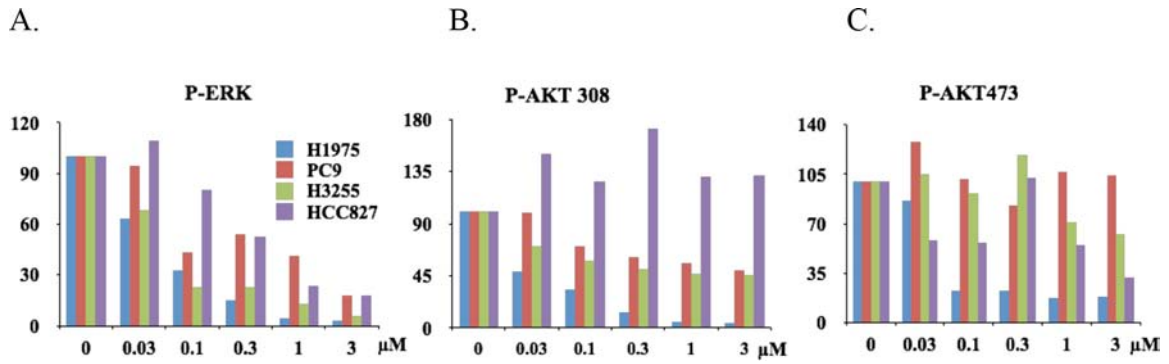 A.
P-ERK
120
90
60
30
0
H1975
PC9
H3255
HCC827
0 0.03 0.1 0.3 1 3 µM
B.
P-AKT 308
180
135
90
45
0
0 0.03 0.1 0.3 1 3 µM
C.
P-AKT473
140
105
70
35
0
0 0.03 0.1 0.3 1 3 µM